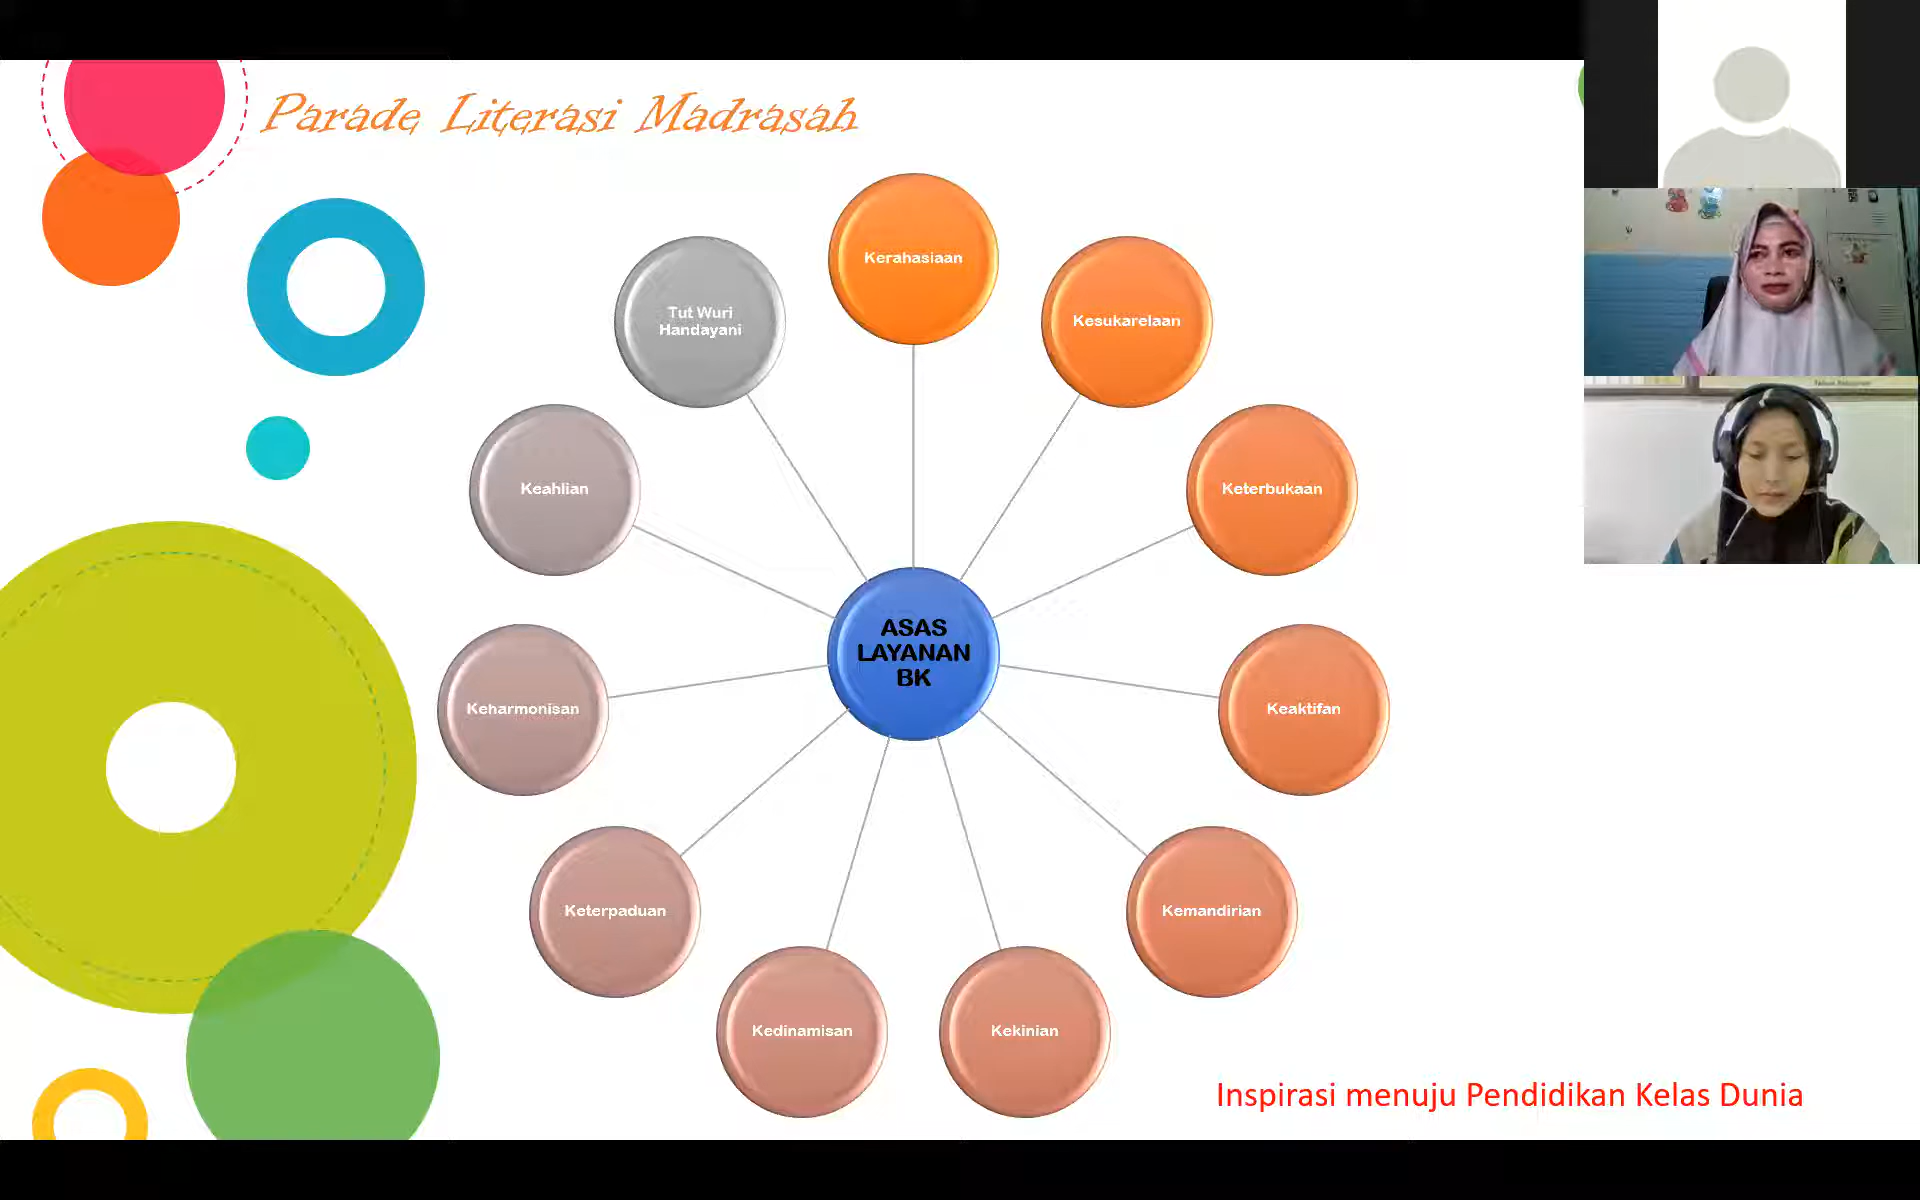 Parade Literasi Madrasah
Kerahasiaan
Kesukarelaan
Keterbukaan
Keaktifan
Kemandirian
Kekinian
Kedinamisan
Keterpaduan
Keharmonisan
Keahlian
Tut Wuri
Handayani
ASAS
LAYANAN
BK
Inspirasi menuju Pendidikan Kelas Dunia